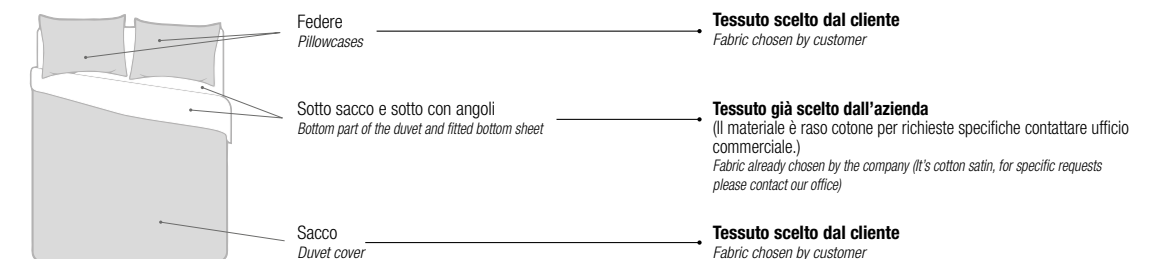 Federe
Pillowcases
Tessuto scelto dal cliente
Fabric chosen by customer
Sotto sacco e sotto con angoli
Bottom part of the duvet and fitted bottom sheet
Tessuto già scelto dall'azienda
(Il materiale è raso cotone per richieste specifiche contattare ufficio
commerciale.)
Fabric already chosen by the company (It's cotton satin, for specific requests
please contact our office)
Sacco
Duvet cover
Tessuto scelto dal cliente
Fabric chosen by customer